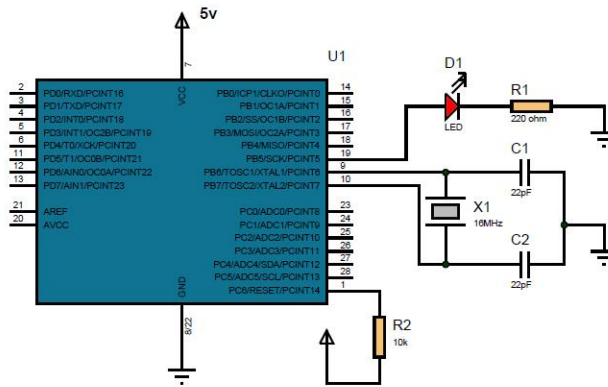 5v
U1
7
VCC
2 PD0/RXD/PCINT16
3 PD1/TXD/PCINT17
4 PD2/INT0/PCINT18
5 PD3/INT1/OC2B/PCINT19
6 PD4/T0/XCK/PCINT20
11 PD5/T1/OC0B/PCINT21
12 PD6/AIN0/OC0A/PCINT22
13 PD7/AIN1/PCINT23
21 AREF
20 AVCC
PB0/ICP1/CLKO/PCINT0 14
PB1/OC1A/PCINT1 15
PB2/SS/OC1B/PCINT2 16
PB3/MOSI/OC2A/PCINT3 17
PB4/MISO/PCINT4 18
PB5/SCK/PCINT5 19
PB6/TOSC1/XTAL1/PCINT6 9
PB7/TOSC2/XTAL2/PCINT7 10
PC0/ADC0/PCINT8 23
PC1/ADC1/PCINT9 24
PC2/ADC2/PCINT10 25
PC3/ADC3/PCINT11 26
PC4/ADC4/SDA/PCINT12 27
PC5/ADC5/SCL/PCINT13 28
PC6/RESET/PCINT14 1
GND
8/22
D1
LED
R1
220 ohm
C1
22pF
X1
16MHz
C2
22pF
R2
10k